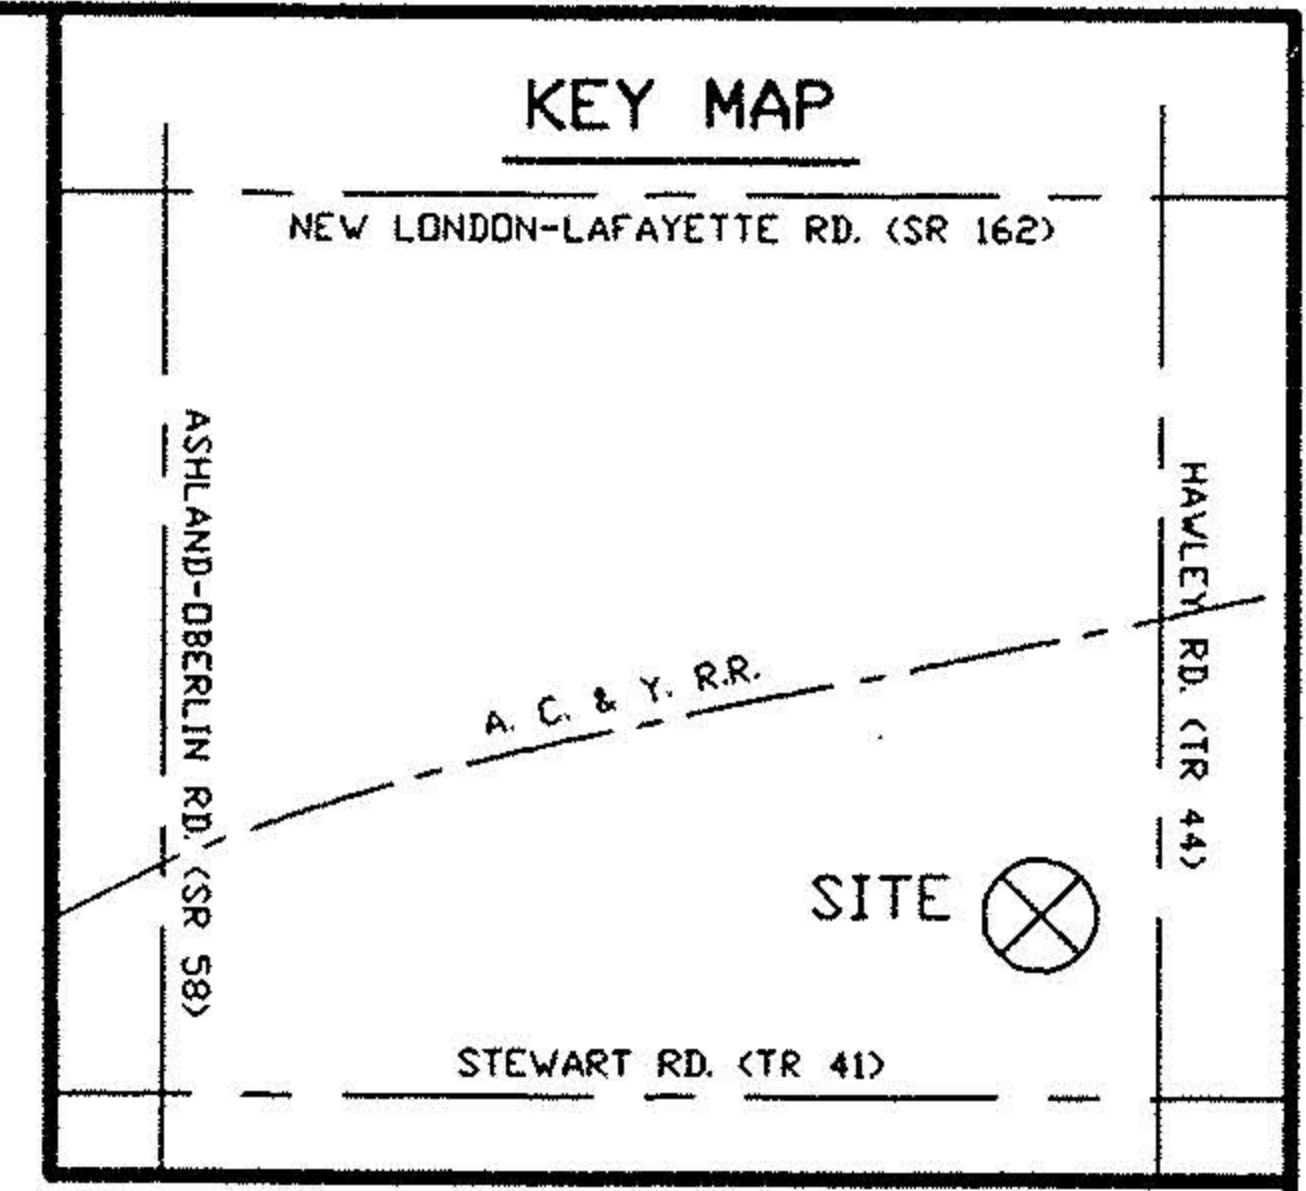 KEY MAP
NEW LONDON-LAFAYETTE RD. (SR 162)
ASHLAND-OBERLIN RD. (SR 58)
HAWLEY RD. (TR 44)
A. C. & Y. R.R.
SITE
STEWART RD. (TR 41)